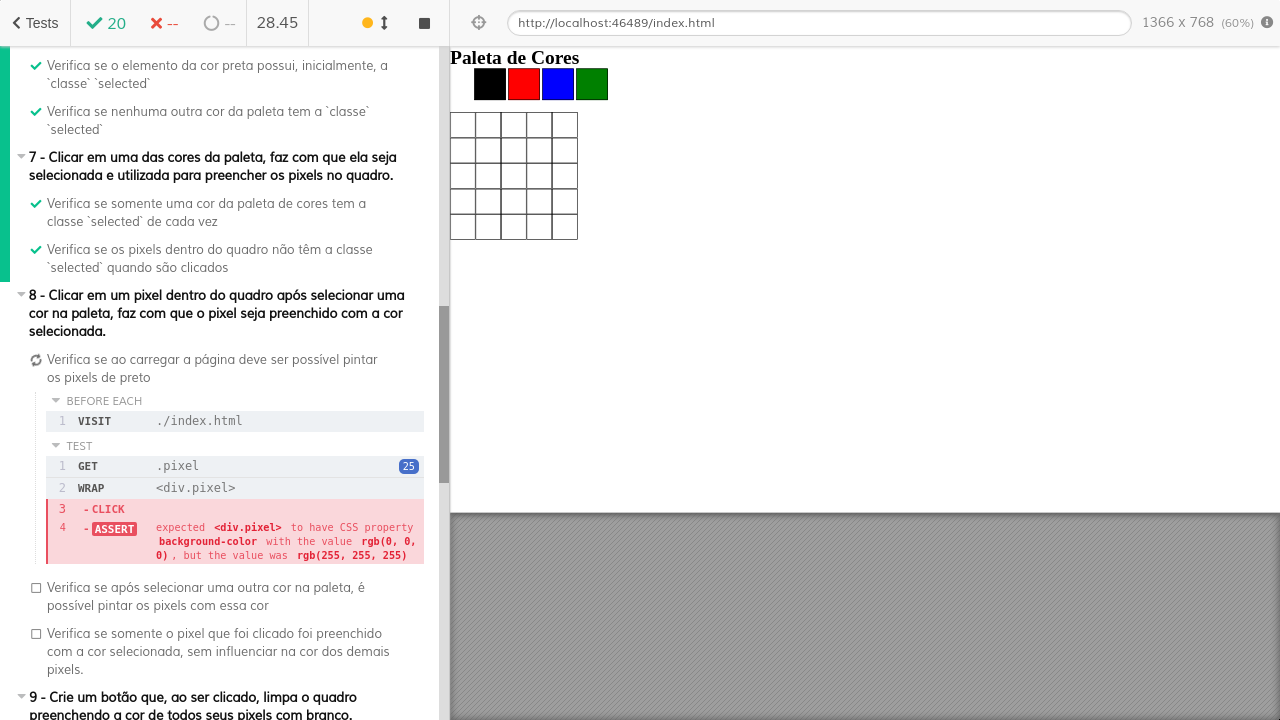 Tests
20
--
--
28.45
http://localhost:46489/index.html
1366 x 768 (60%)
Verifica se o elemento da cor preta possui, inicialmente, a
`classe` `selected`
Verifica se nenhuma outra cor da paleta tem a `classe`
`selected`
7 - Clicar em uma das cores da paleta, faz com que ela seja
selecionada e utilizada para preencher os pixels no quadro.
Verifica se somente uma cor da paleta de cores tem a
classe `selected` de cada vez
Verifica se os pixels dentro do quadro não têm a classe
`selected` quando são clicados
8 - Clicar em um pixel dentro do quadro após selecionar uma
cor na paleta, faz com que o pixel seja preenchido com a cor
selecionada.
Verifica se ao carregar a página deve ser possível pintar
os pixels de preto
BEFORE EACH
1 VISIT ./index.html
TEST
1 GET .pixel 25
2 WRAP <div.pixel>
3 -CLICK
4 -ASSERT expected <div.pixel> to have CSS property
background-color with the value rgb(0, 0,
0), but the value was rgb(255, 255, 255)
Verifica se após selecionar uma outra cor na paleta, é
possível pintar os pixels com essa cor
Verifica se somente o pixel que foi clicado foi preenchido
com a cor selecionada, sem influenciar na cor dos demais
pixels.
9 - Crie um botão que, ao ser clicado, limpa o quadro
preenchendo a cor de todos seus pixels com branco.
Paleta de Cores